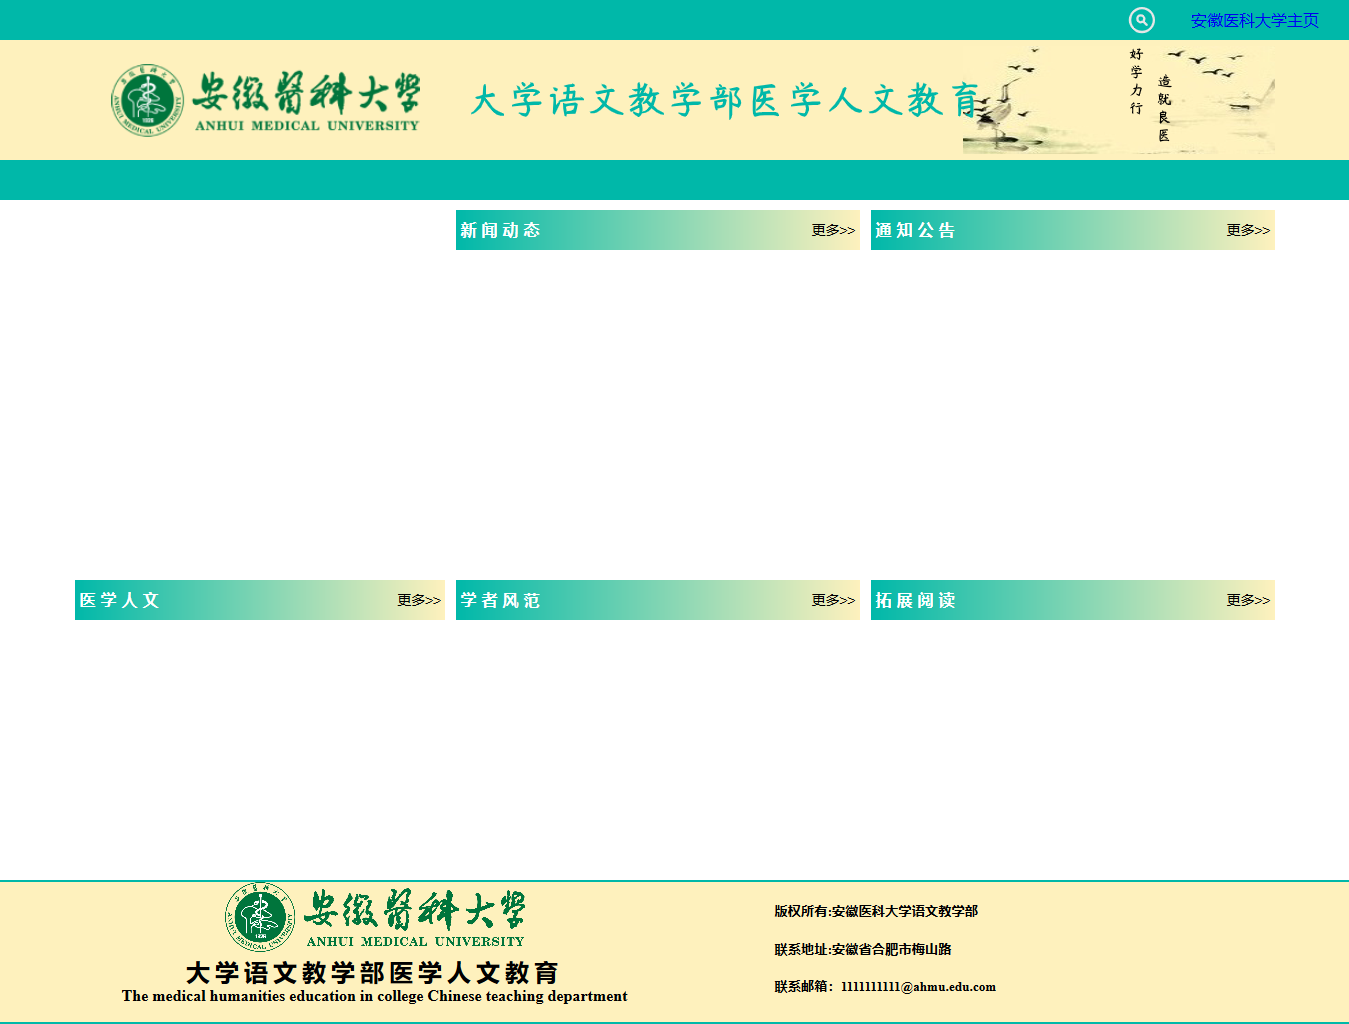 安徽医科大学主页
安徽醫科大學
ANHUI MEDICAL UNIVERSITY
1926
大学语文教学部医学人文教育
好学力行
造就良医
新闻动态 更多>>
通知公告 更多>>
医学人文 更多>>
学者风范 更多>>
拓展阅读 更多>>
安徽醫科大學
ANHUI MEDICAL UNIVERSITY
大学语文教学部医学人文教育
The medical humanities education in college Chinese teaching department
版权所有:安徽医科大学语文教学部
联系地址:安徽省合肥市梅山路
联系邮箱：1111111111@ahmu.edu.com